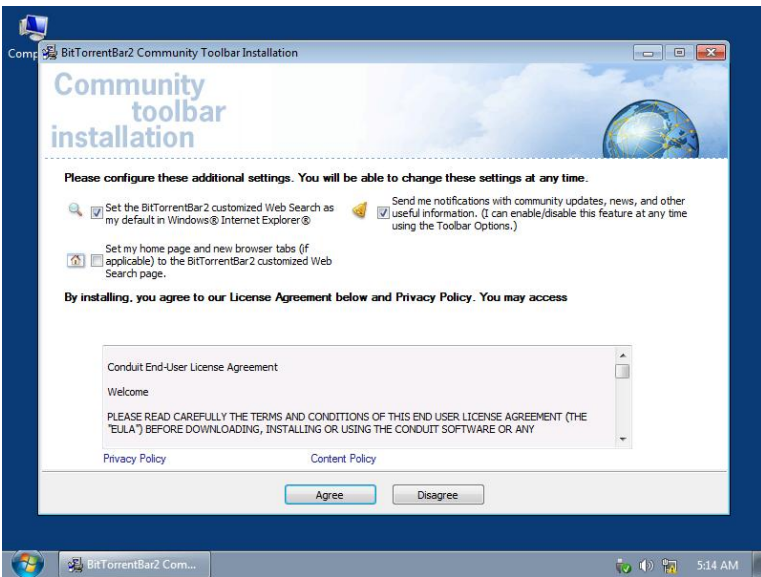 Comp
BitTorrentBar2 Community Toolbar Installation
Community
toolbar
installation
Please configure these additional settings. You will be able to change these settings at any time.
Set the BitTorrentBar2 customized Web Search as
my default in Windows® Internet Explorer®
Send me notifications with community updates, news, and other
useful information. (I can enable/disable this feature at any time
using the Toolbar Options.)
Set my home page and new browser tabs (if
applicable) to the BitTorrentBar2 customized Web
Search page.
By installing, you agree to our License Agreement below and Privacy Policy. You may access
Conduit End-User License Agreement
Welcome
PLEASE READ CAREFULLY THE TERMS AND CONDITIONS OF THIS END USER LICENSE AGREEMENT (THE
"EULA") BEFORE DOWNLOADING, INSTALLING OR USING THE CONDUIT SOFTWARE OR ANY
Privacy Policy
Content Policy
Agree
Disagree
BitTorrentBar2 Com...
5:14 AM